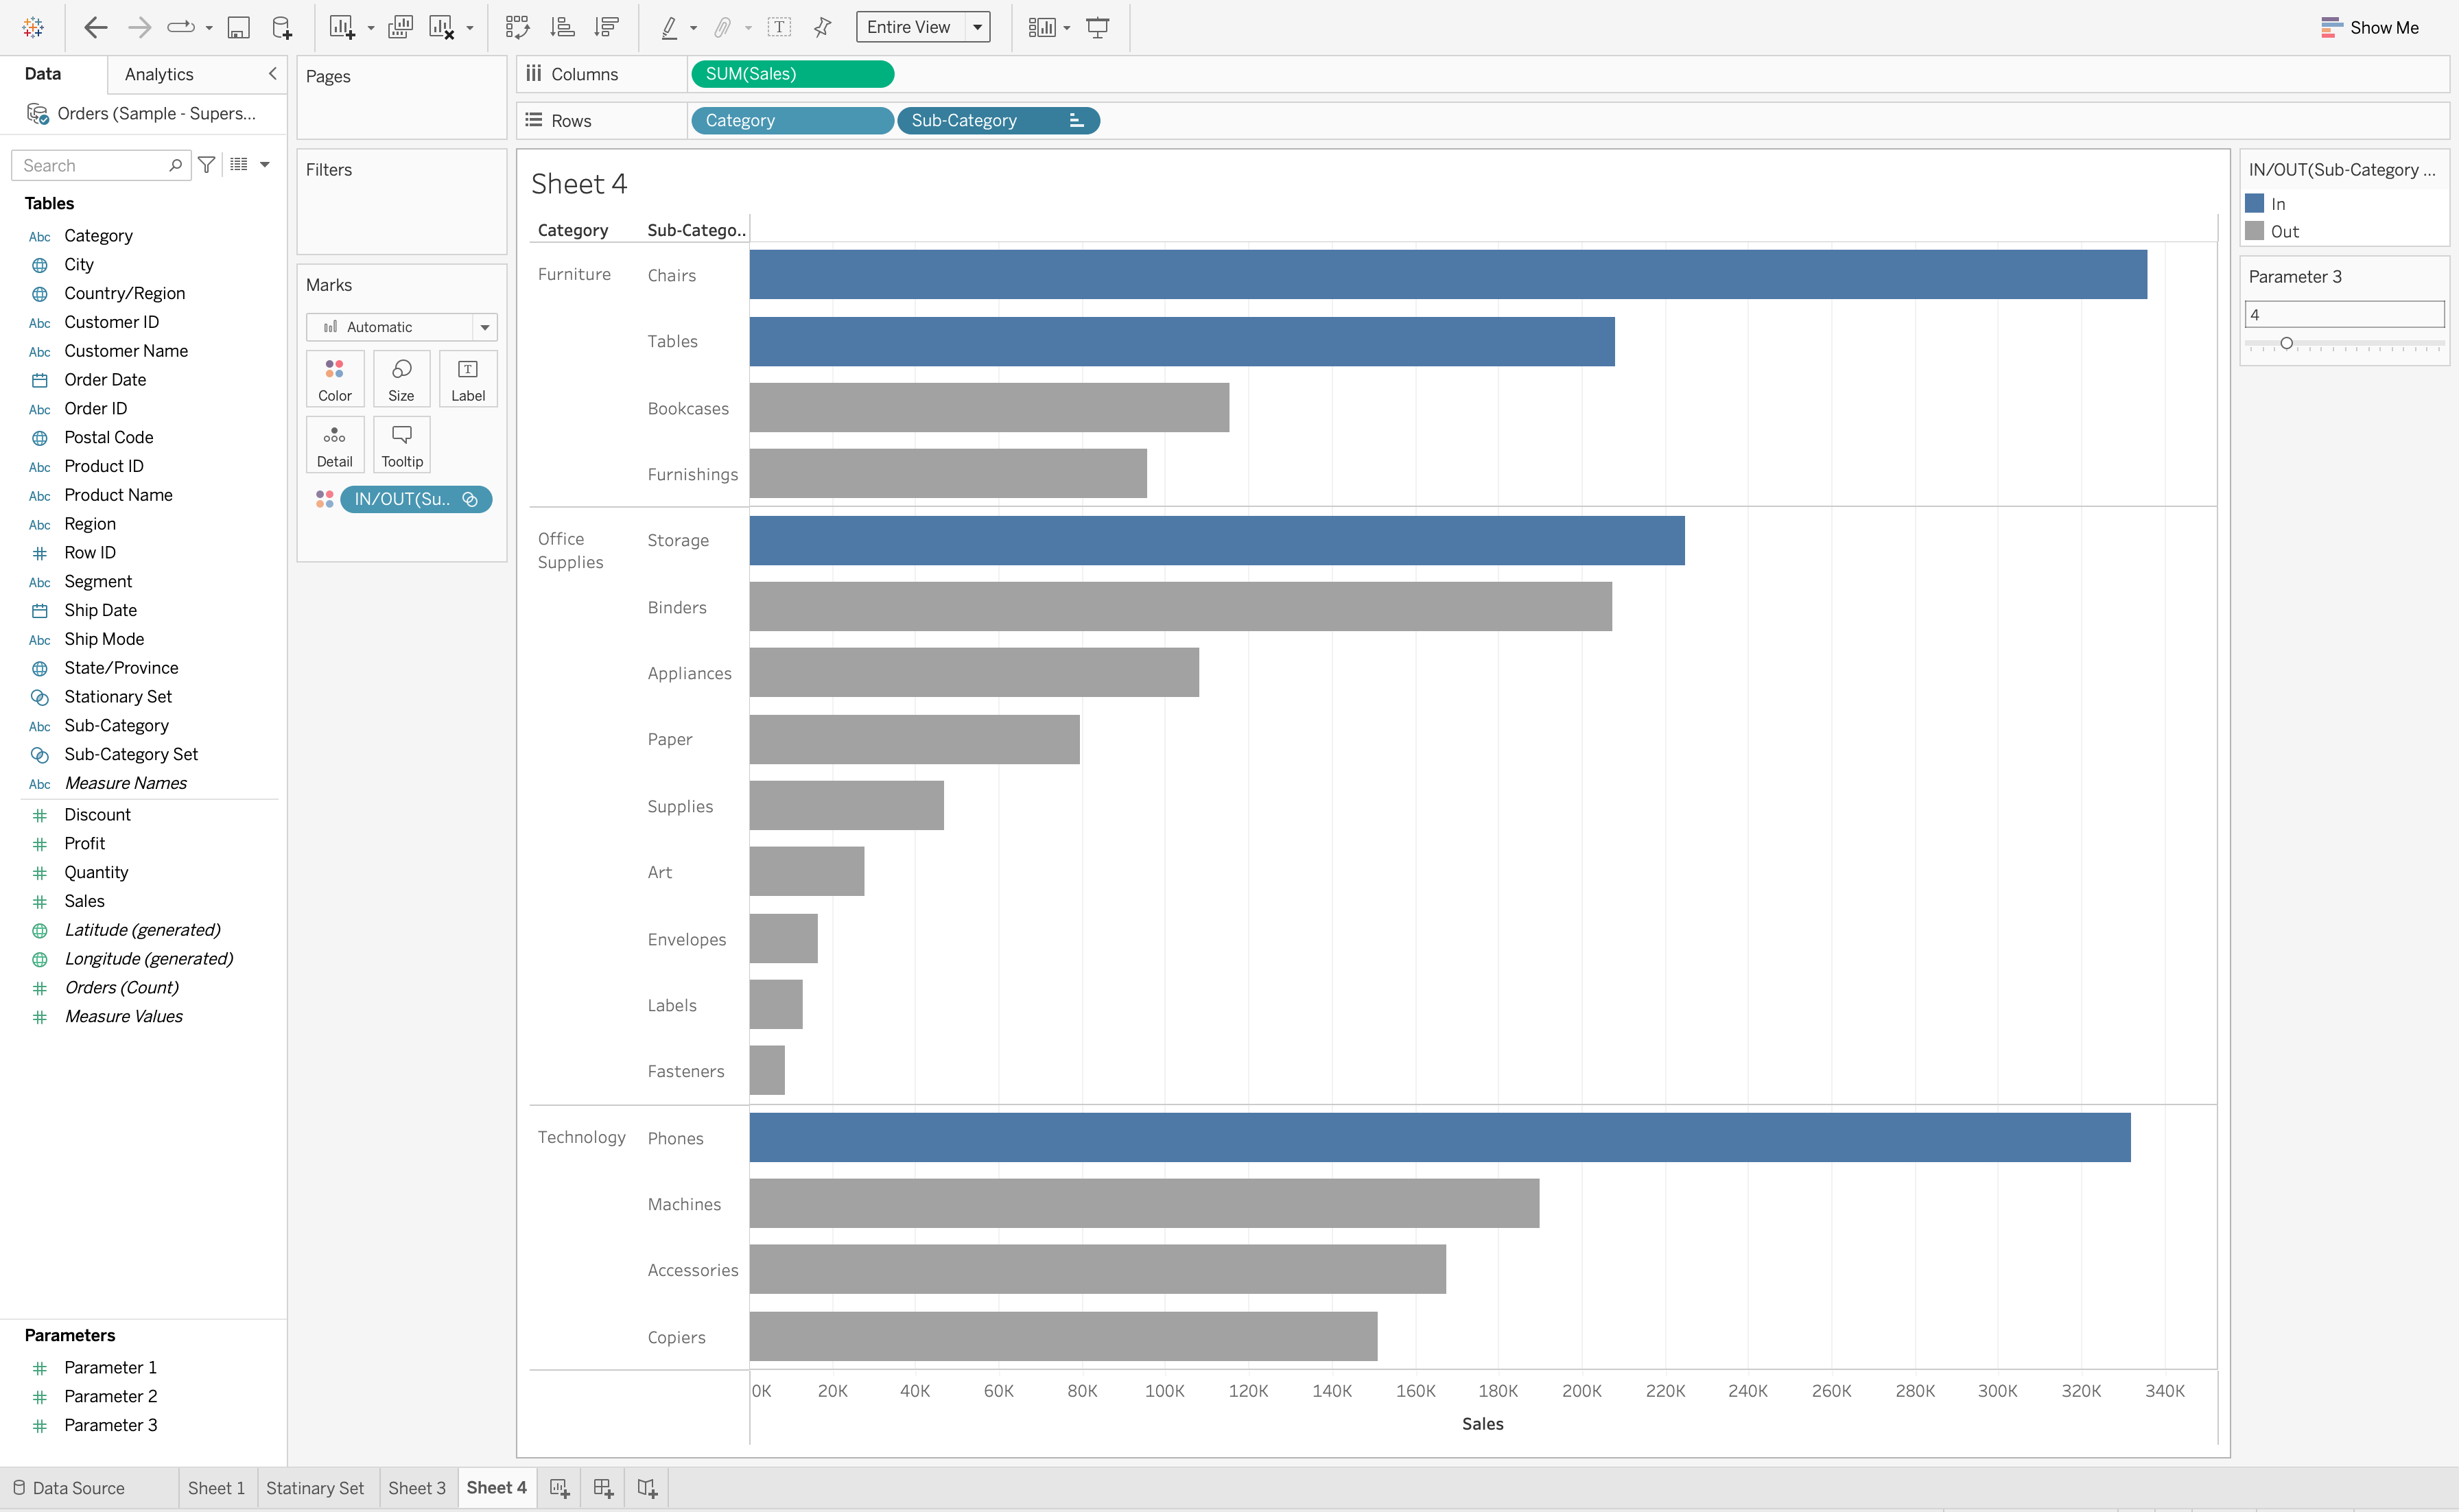 Entire View
Show Me
Data
Analytics
Orders (Sample - Supers...
Search
Tables
Abc Category
City
Country/Region
Abc Customer ID
Abc Customer Name
Order Date
Abc Order ID
Postal Code
Abc Product ID
Abc Product Name
Abc Region
# Row ID
Abc Segment
Ship Date
Abc Ship Mode
State/Province
Stationary Set
Abc Sub-Category
Sub-Category Set
Abc Measure Names
# Discount
# Profit
# Quantity
# Sales
Latitude (generated)
Longitude (generated)
# Orders (Count)
# Measure Values
Parameters
# Parameter 1
# Parameter 2
# Parameter 3
Pages
Filters
Marks
Automatic
Color
Size
T
Label
Detail
Tooltip
IN/OUT(Su..
Columns
SUM(Sales)
Rows
Category
Sub-Category
Sheet 4
Category
Sub-Catego..
Furniture
Chairs
Tables
Bookcases
Furnishings
Office
Supplies
Storage
Binders
Appliances
Paper
Supplies
Art
Envelopes
Labels
Fasteners
Technology
Phones
Machines
Accessories
Copiers
0K 20K 40K 60K 80K 100K 120K 140K 160K 180K 200K 220K 240K 260K 280K 300K 320K 340K
Sales
IN/OUT(Sub-Category ...
In
Out
Parameter 3
4
Data Source
Sheet 1
Stationary Set
Sheet 3
Sheet 4